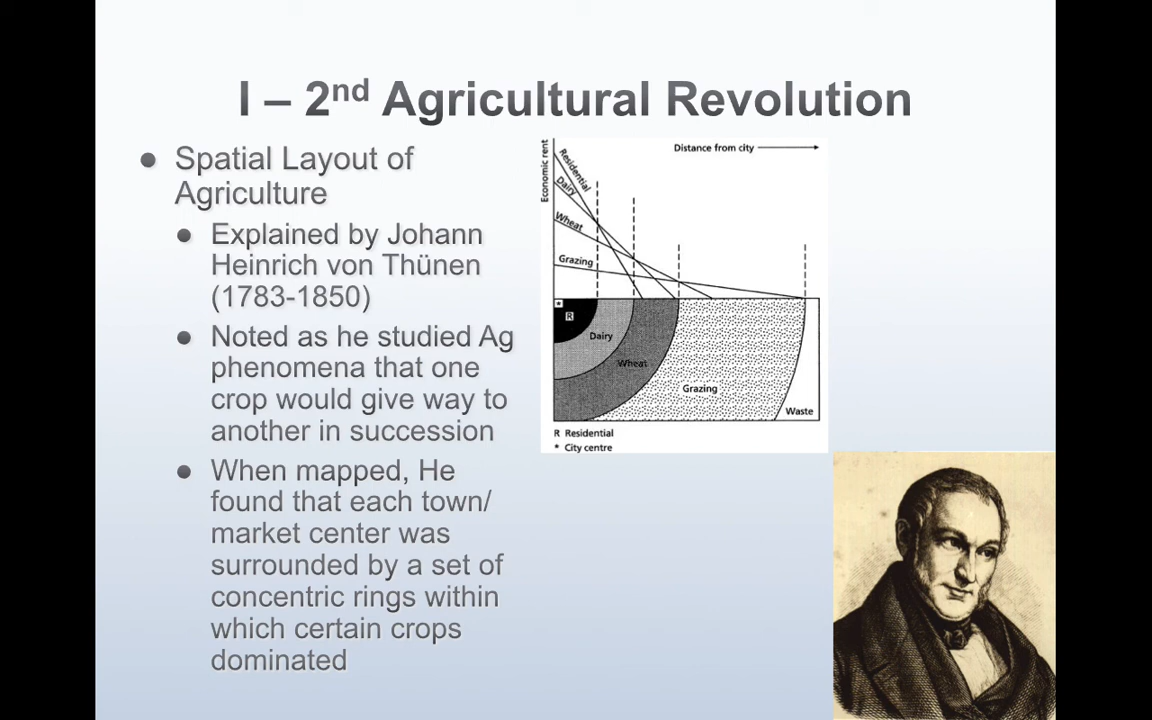 I – 2nd Agricultural Revolution
● Spatial Layout of
Agriculture
● Explained by Johann
Heinrich von Thünen
(1783-1850)
● Noted as he studied Ag
phenomena that one
crop would give way to
another in succession
● When mapped, He
found that each town/
market center was
surrounded by a set of
concentric rings within
which certain crops
dominated
Economic rent
Distance from city
Residential
Dairy
Wheat
Grazing
*
R
Dairy
Wheat
Grazing
Waste
R Residential
* City centre